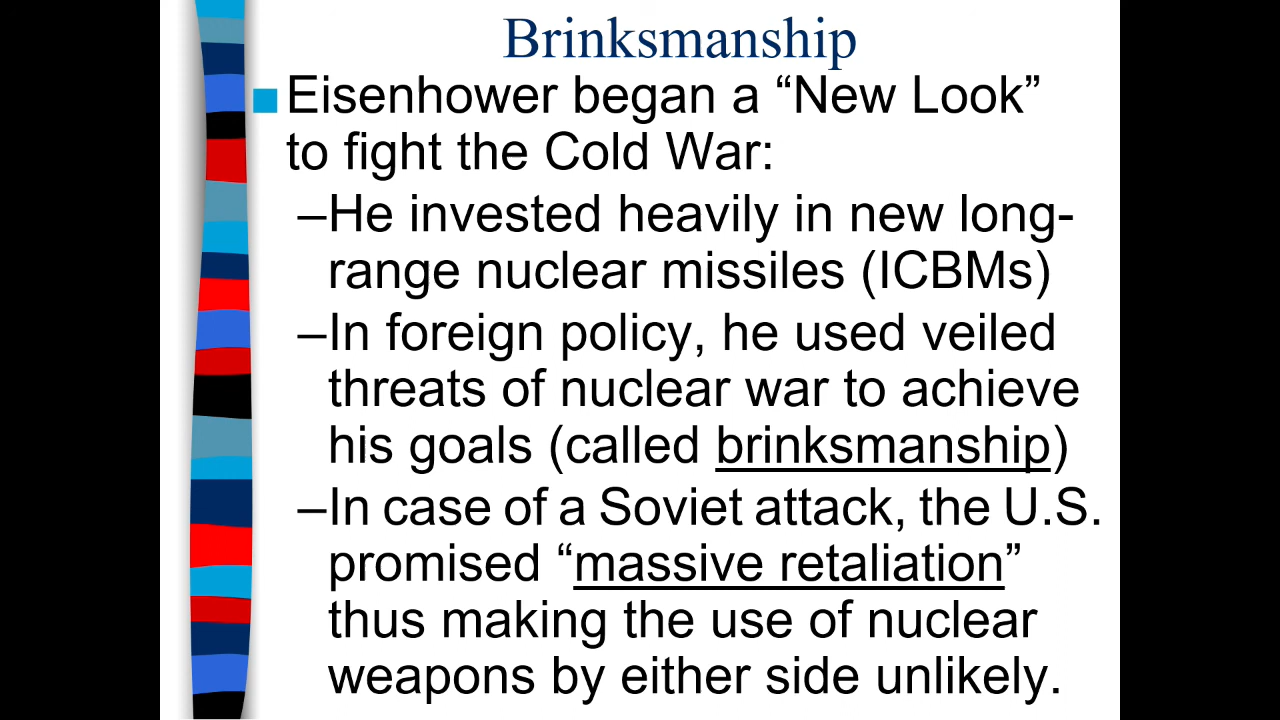 Brinksmanship
Eisenhower began a “New Look”
to fight the Cold War:
–He invested heavily in new long-
range nuclear missiles (ICBMs)
–In foreign policy, he used veiled
threats of nuclear war to achieve
his goals (called brinksmanship)
–In case of a Soviet attack, the U.S.
promised “massive retaliation”
thus making the use of nuclear
weapons by either side unlikely.